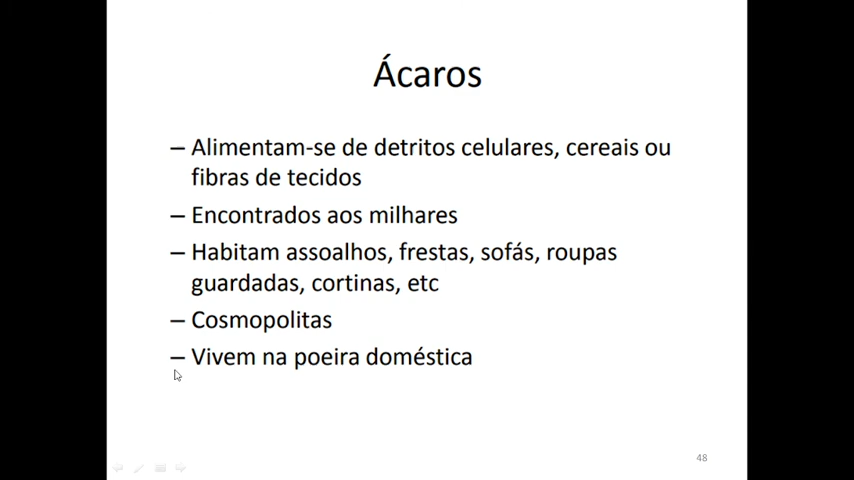 Ácaros
– Alimentam-se de detritos celulares, cereais ou
fibras de tecidos
– Encontrados aos milhares
– Habitam assoalhos, frestas, sofás, roupas
guardadas, cortinas, etc
– Cosmopolitas
– Vivem na poeira doméstica
48